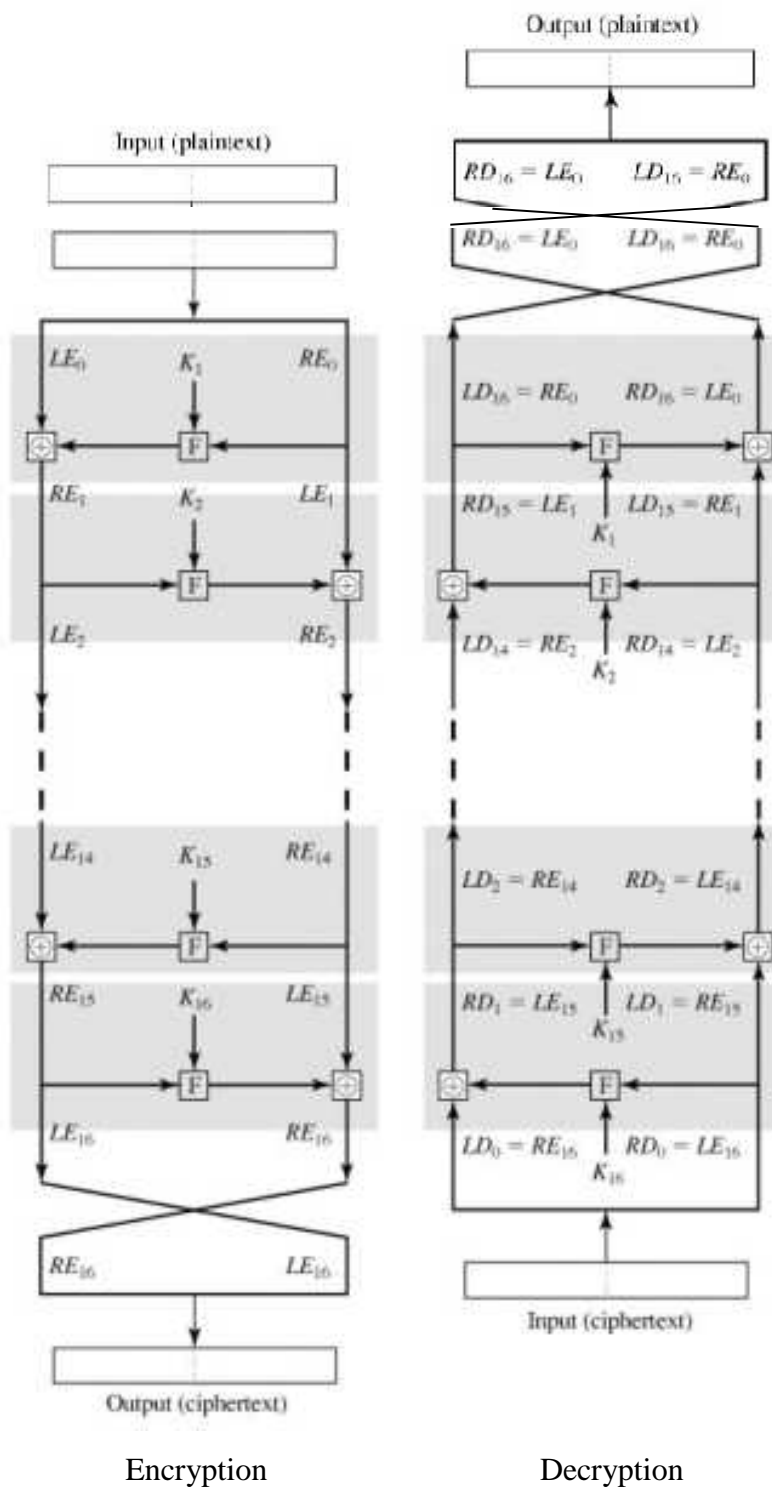 Output (plaintext)
Input (plaintext)
RD₁₆ = LE₀ LD₁₆ = RE₀
RD₁₆ = LE₀ LD₁₆ = RE₀
LE₀ K₁ RE₀
LD₁₆ = RE₀ RD₁₆ = LE₀
+ F F +
RE₁ K₂ LE₁
RD₁₅ = LE₁ LD₁₅ = RE₁
K₁
F + + F
LE₂ RE₂
LD₁₄ = RE₂ RD₁₄ = LE₂
K₂
LE₁₄ K₁₅ RE₁₄
LD₂ = RE₁₄ RD₂ = LE₁₄
+ F F +
RE₁₅ K₁₆ LE₁₅
RD₁ = LE₁₅ LD₁ = RE₁₅
K₁₅
F + + F
LE₁₆ RE₁₆
LD₀ = RE₁₆ RD₀ = LE₁₆
K₁₆
RE₁₆ LE₁₆
Input (ciphertext)
Output (ciphertext)
Encryption Decryption